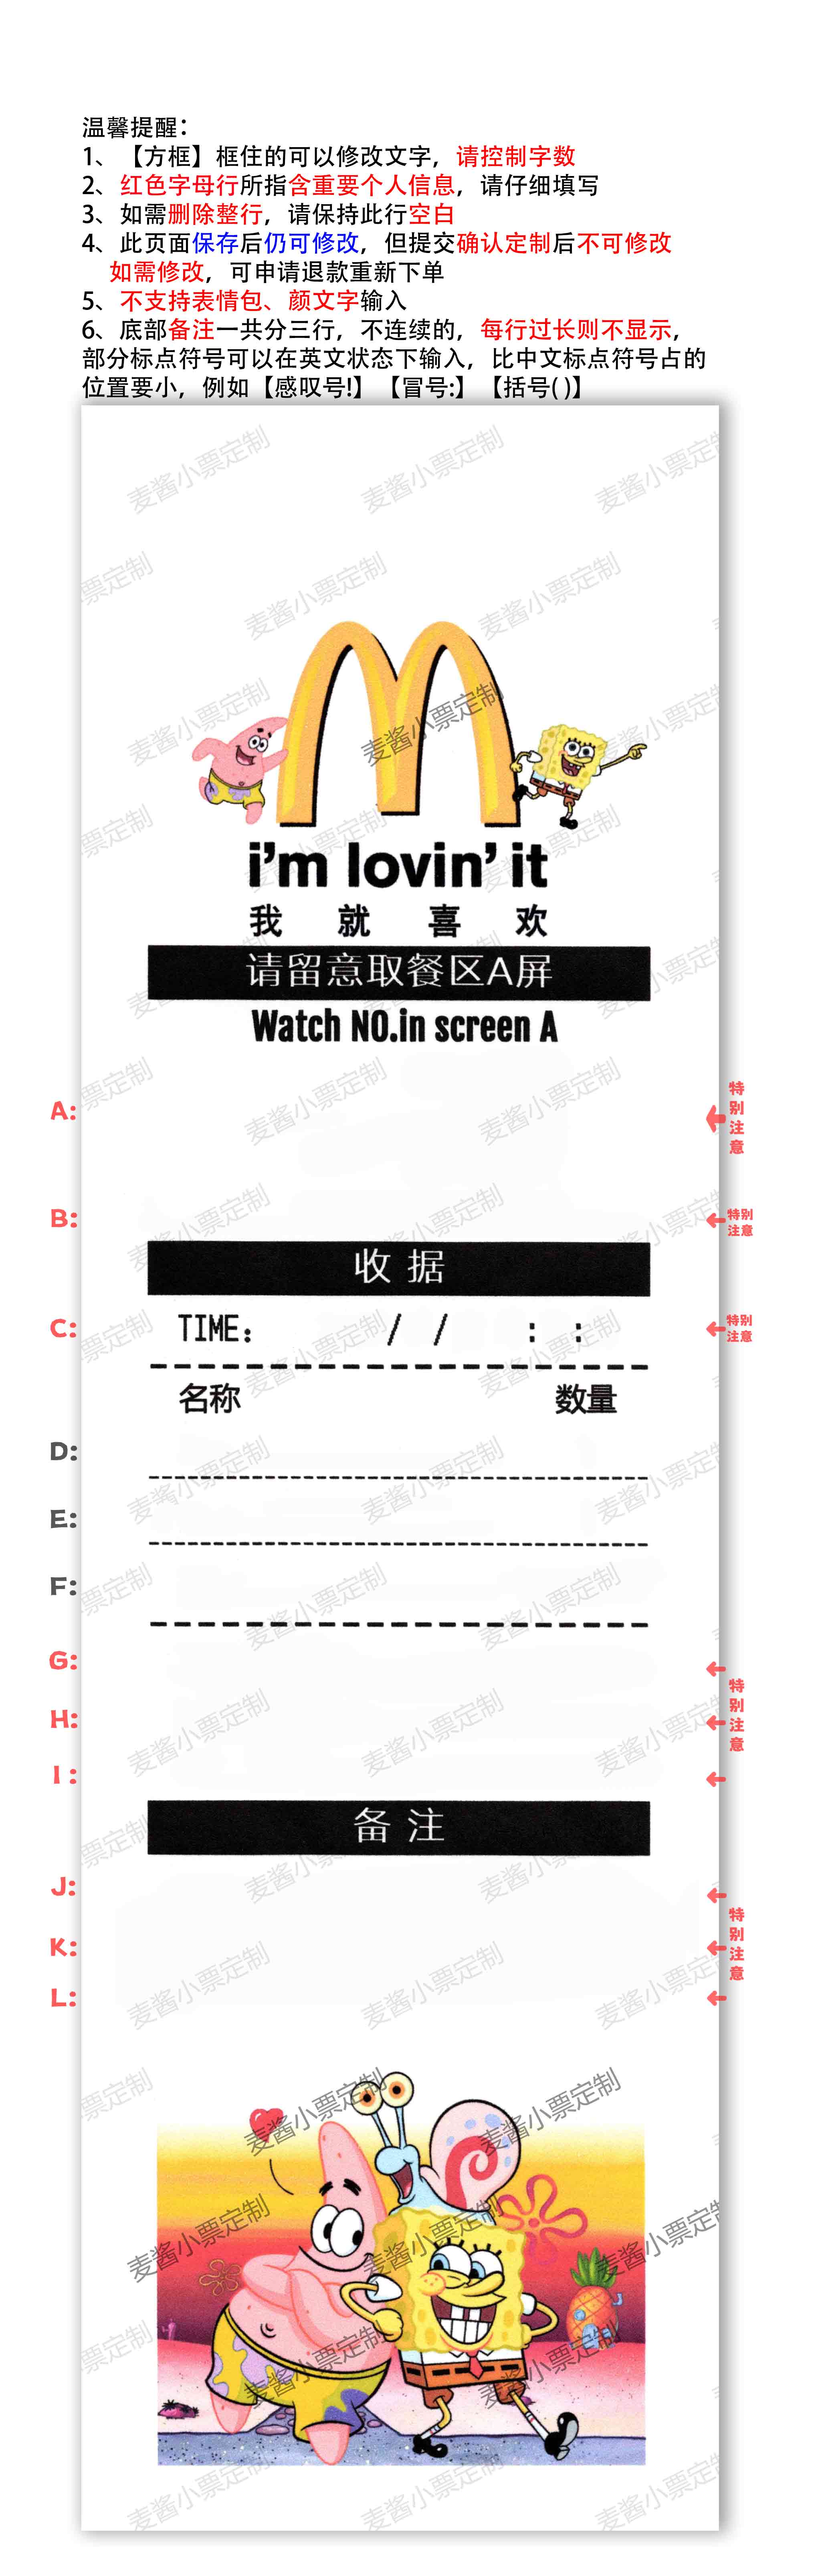 温馨提醒：
1、【方框】框住的可以修改文字，请控制字数
2、红色字母行所指含重要个人信息，请仔细填写
3、如需删除整行，请保持此行空白
4、此页面保存后仍可修改，但提交确认定制后不可修改
如需修改，可申请退款重新下单
5、不支持表情包、颜文字输入
6、底部备注一共分三行，不连续的，每行过长则不显示，
部分标点符号可以在英文状态下输入，比中文标点符号占的
位置要小，例如【感叹号!】【冒号:】【括号( )】
麦酱小票定制
i'm lovin' it
我就喜欢
请留意取餐区A屏
Watch NO.in screen A
A: 特别注意
B: 特别注意
收据
C: TIME: / / : : 特别注意
名称 数量
D:
E:
F:
G:
H: 特别注意
I:
备注
J:
K: 特别注意
L: